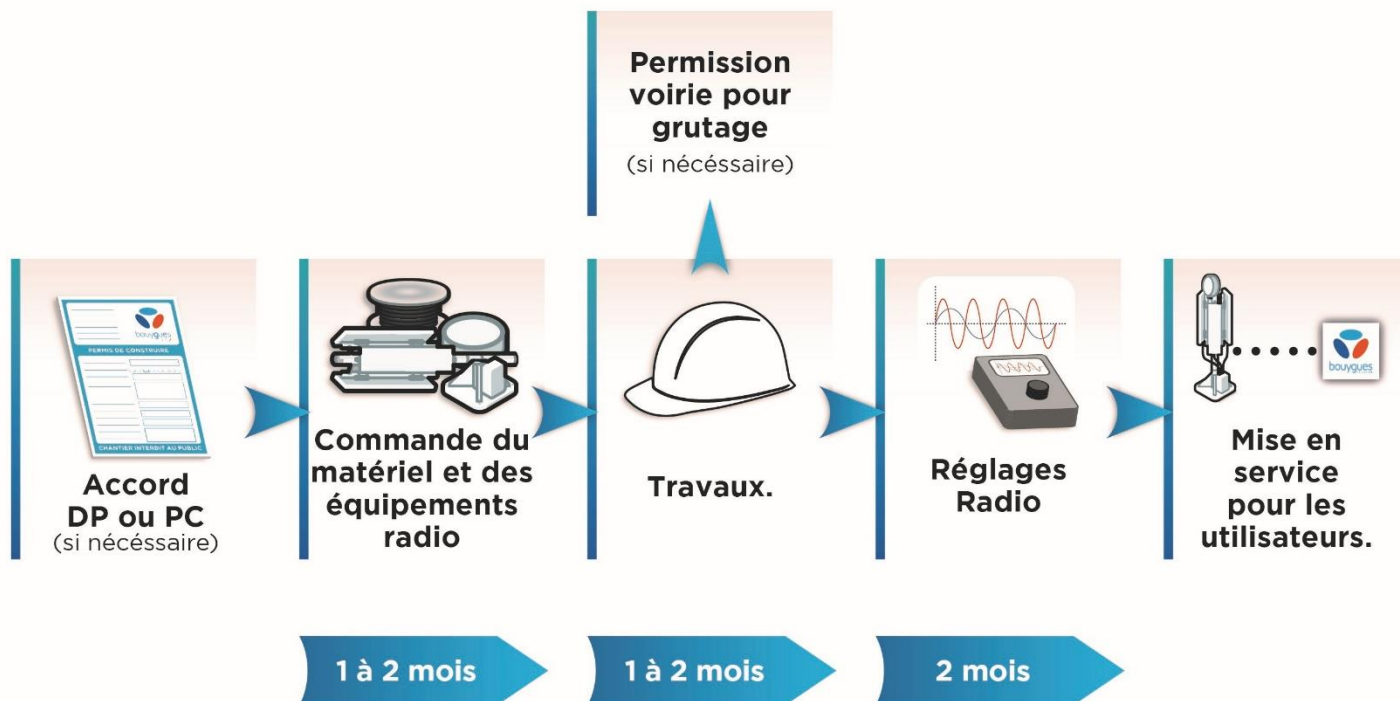 Permission
voirie pour
grutage
(si nécéssaire)
bouygues
PERMIS DE CONSTRUIRE
CHANTIER INTERDIT AU PUBLIC
Accord
DP ou PC
(si nécéssaire)
Commande du
matériel et des
équipements
radio
Travaux.
Réglages
Radio
bouygues
Mise en
service
pour les
utilisateurs.
1 à 2 mois
1 à 2 mois
2 mois